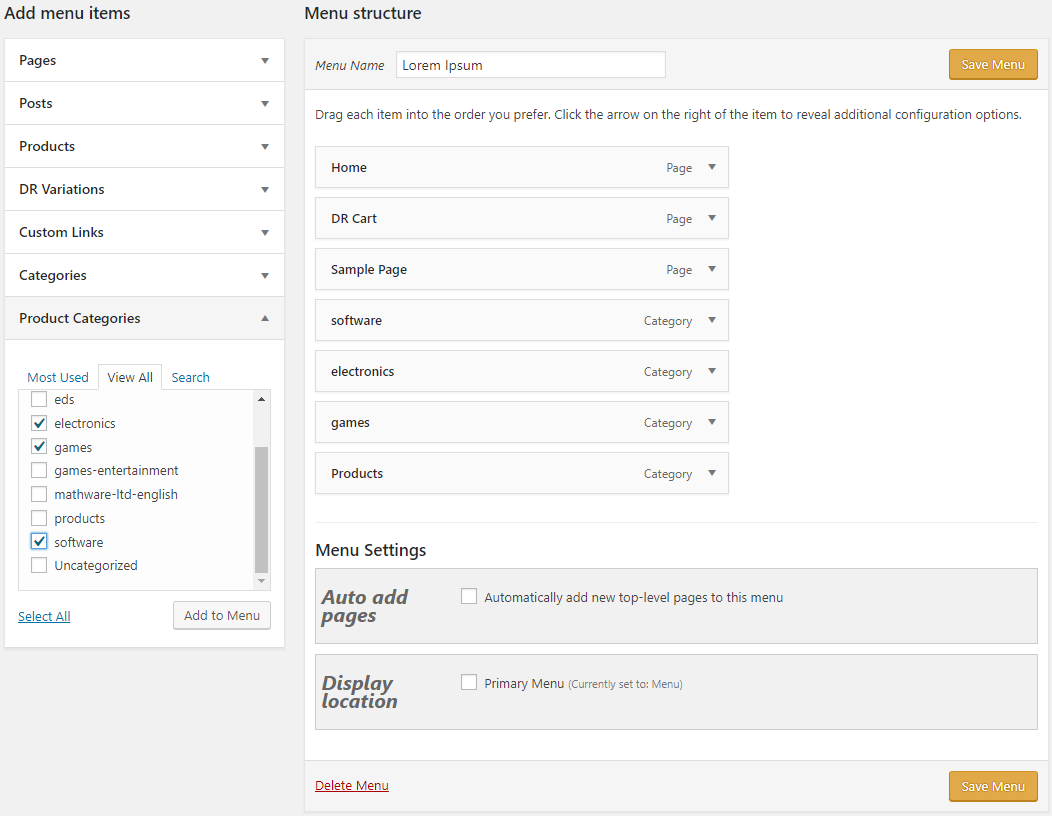 Add menu items
Pages
Posts
Products
DR Variations
Custom Links
Categories
Product Categories
Most Used View All Search
eds
electronics
games
games-entertainment
mathware-ltd-english
products
software
Uncategorized
Select All Add to Menu
Menu structure
Menu Name Lorem Ipsum Save Menu
Drag each item into the order you prefer. Click the arrow on the right of the item to reveal additional configuration options.
Home Page
DR Cart Page
Sample Page Page
software Category
electronics Category
games Category
Products Category
Menu Settings
Auto add
pages
Automatically add new top-level pages to this menu
Display
location
Primary Menu (Currently set to: Menu)
Delete Menu Save Menu